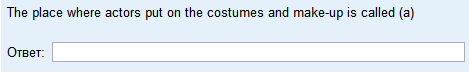 The place where actors put on the costumes and make-up is called (a)
Ответ: